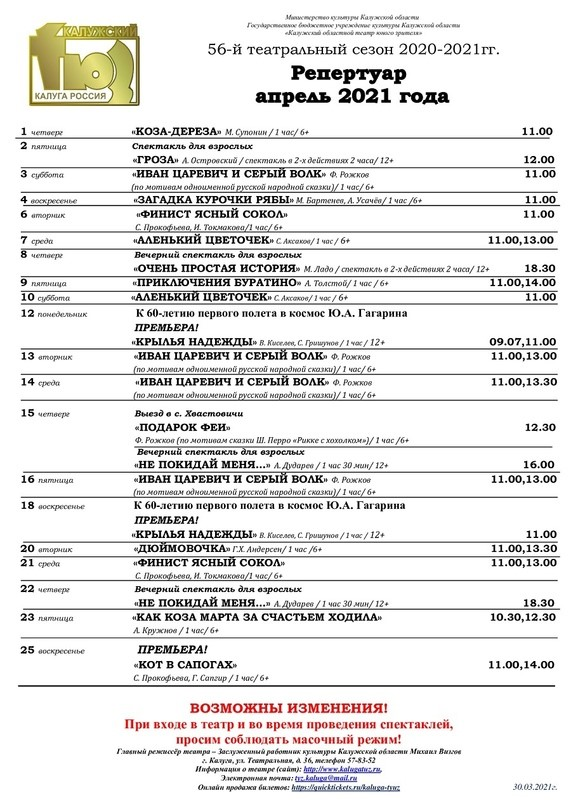 Министерство культуры Калужской области
Государственное бюджетное учреждение культуры Калужской области
«Калужский областной театр юного зрителя»
КАЛУЖСКИЙ
ТЮЗ
КАЛУГА РОССИЯ
56-й театральный сезон 2020-2021гг.
Репертуар
апрель 2021 года
1 четверг «КОЗА-ДЕРЕЗА» М. Супонин / 1 час/ 6+ 11.00
2 пятница Спектакль для взрослых
«ГРОЗА» А. Островский / спектакль в 2-х действиях 2 часа/ 12+ 12.00
3 суббота «ИВАН ЦАРЕВИЧ И СЕРЫЙ ВОЛК» Ф. Рожков 11.00
(по мотивам одноименной русской народной сказки)/ 1 час/ 6+
4 воскресенье «ЗАГАДКА КУРОЧКИ РЯБЫ» М. Бартенев, А. Усачёв/ 1 час /6+ 11.00
6 вторник «ФИНИСТ ЯСНЫЙ СОКОЛ» 11.00
С. Прокофьева, И. Токмакова/1 час/ 6+
7 среда «АЛЕНЬКИЙ ЦВЕТОЧЕК» С. Аксаков/ 1 час / 6+ 11.00,13.00
8 четверг Вечерний спектакль для взрослых
«ОЧЕНЬ ПРОСТАЯ ИСТОРИЯ» М. Ладо / спектакль в 2-х действиях 2 часа/ 12+ 18.30
9 пятница «ПРИКЛЮЧЕНИЯ БУРАТИНО» А. Толстой/ 1 час/ 6+ 11.00,14.00
10 суббота «АЛЕНЬКИЙ ЦВЕТОЧЕК» С. Аксаков/ 1 час/ 6+ 11.00
12 понедельник К 60-летию первого полета в космос Ю.А. Гагарина
ПРЕМЬЕРА!
«КРЫЛЬЯ НАДЕЖДЫ» В. Киселев, С. Гришунов / 1 час / 12+ 09.07,11.00
13 вторник «ИВАН ЦАРЕВИЧ И СЕРЫЙ ВОЛК» Ф. Рожков 11.00,13.00
(по мотивам одноименной русской народной сказки)/ 1 час/ 6+
14 среда «ИВАН ЦАРЕВИЧ И СЕРЫЙ ВОЛК» Ф. Рожков 11.00,13.30
(по мотивам одноименной русской народной сказки)/ 1 час/ 6+
15 четверг Выезд в с. Хвастовичи
«ПОДАРОК ФЕИ» 12.30
Ф. Рожков (по мотивам сказки Ш. Перро «Рикке с хохолком»)/ 1 час /6+
Вечерний спектакль для взрослых
«НЕ ПОКИДАЙ МЕНЯ...» А. Дударев / 1 час 30 мин/ 12+ 16.00
16 пятница «ИВАН ЦАРЕВИЧ И СЕРЫЙ ВОЛК» Ф. Рожков 11.00,13.00
(по мотивам одноименной русской народной сказки)/ 1 час/ 6+
18 воскресенье К 60-летию первого полета в космос Ю.А. Гагарина
ПРЕМЬЕРА!
«КРЫЛЬЯ НАДЕЖДЫ» В. Киселев, С. Гришунов / 1 час / 12+ 11.00
20 вторник «ДЮЙМОВОЧКА» Г.Х. Андерсен/ 1 час /6+ 11.00,13.30
21 среда «ФИНИСТ ЯСНЫЙ СОКОЛ» 11.00,13.00
С. Прокофьева, И. Токмакова/1 час/ 6+
22 четверг Вечерний спектакль для взрослых
«НЕ ПОКИДАЙ МЕНЯ...» А. Дударев / 1 час 30 мин/ 12+ 18.30
23 пятница «КАК КОЗА МАРТА ЗА СЧАСТЬЕМ ХОДИЛА» 10.30,12.30
А. Кружнов / 1 час/ 6+
25 воскресенье ПРЕМЬЕРА!
«КОТ В САПОГАХ» 11.00,14.00
С. Прокофьева, Г. Сапгир / 1 час/ 6+
ВОЗМОЖНЫ ИЗМЕНЕНИЯ!
При входе в театр и во время проведения спектаклей,
просим соблюдать масочный режим!
Главный режиссёр театра – Заслуженный работник культуры Калужской области Михаил Визгов
г. Калуга, ул. Театральная, д. 36, телефон 57-83-52
Информация о театре (сайт): http://www.kalugatuz.ru,
Электронная почта: tyz.kaluga@mail.ru
Онлайн продажа билетов: https://quicktickets.ru/kaluga-tyuz 30.03.2021г.